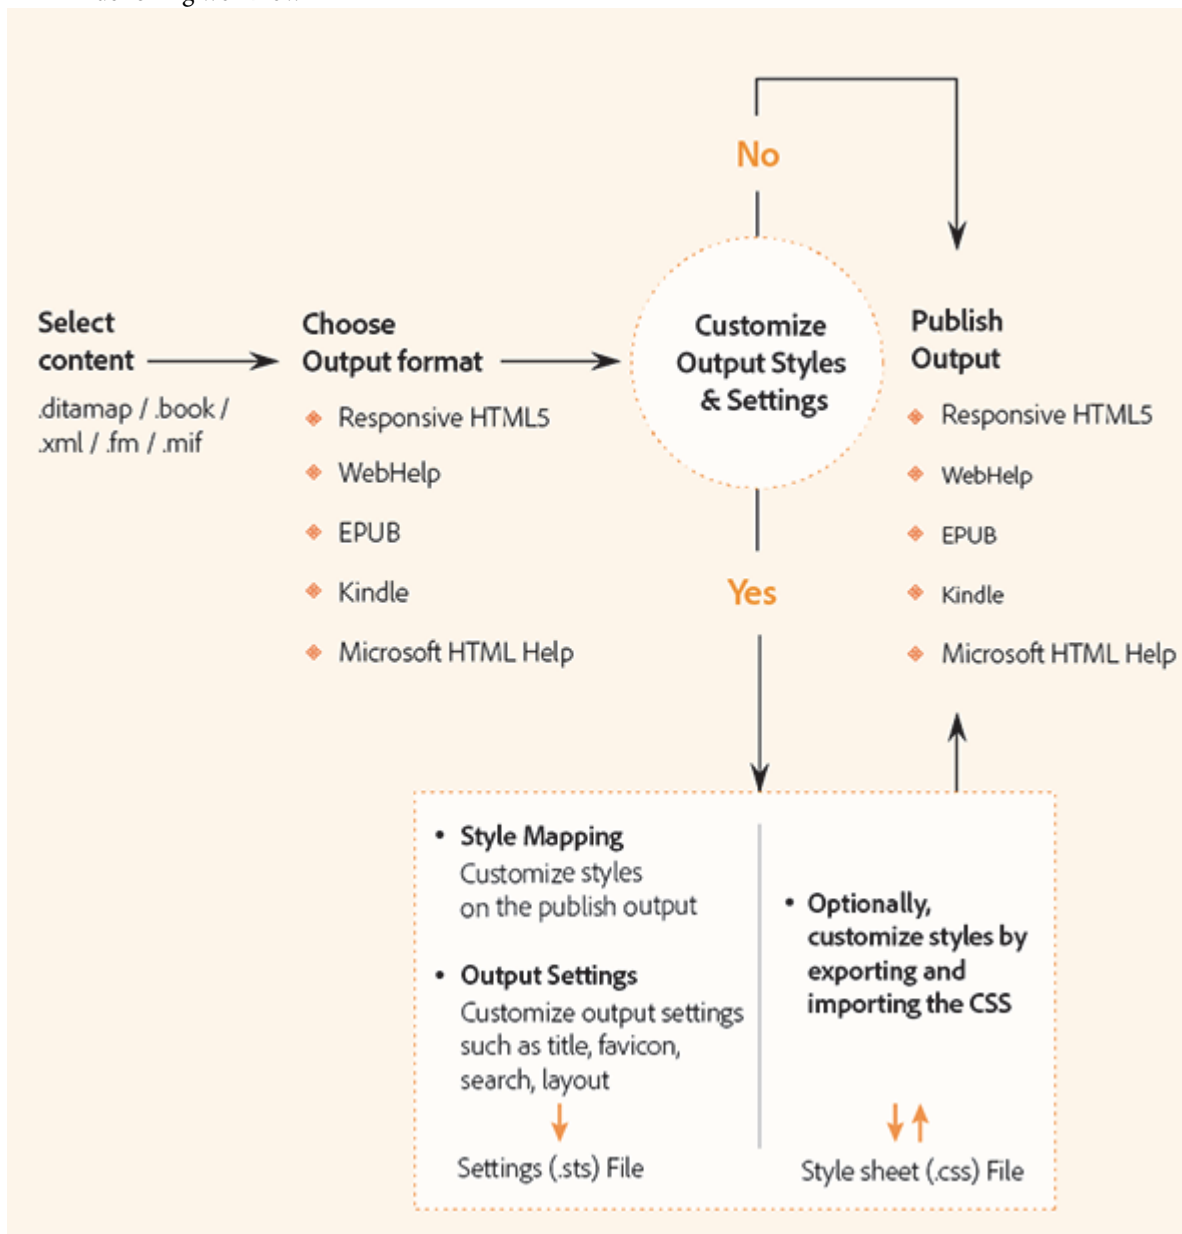 No
Select
content
.ditamap / .book /
.xml / .fm / .mif
Choose
Output format
Responsive HTML5
WebHelp
EPUB
Kindle
Microsoft HTML Help
Customize
Output Styles
& Settings
Yes
Publish
Output
Responsive HTML5
WebHelp
EPUB
Kindle
Microsoft HTML Help
• Style Mapping
Customize styles
on the publish output
• Output Settings
Customize output settings
such as title, favicon,
search, layout
Settings (.sts) File
• Optionally,
customize styles by
exporting and
importing the CSS
Style sheet (.css) File